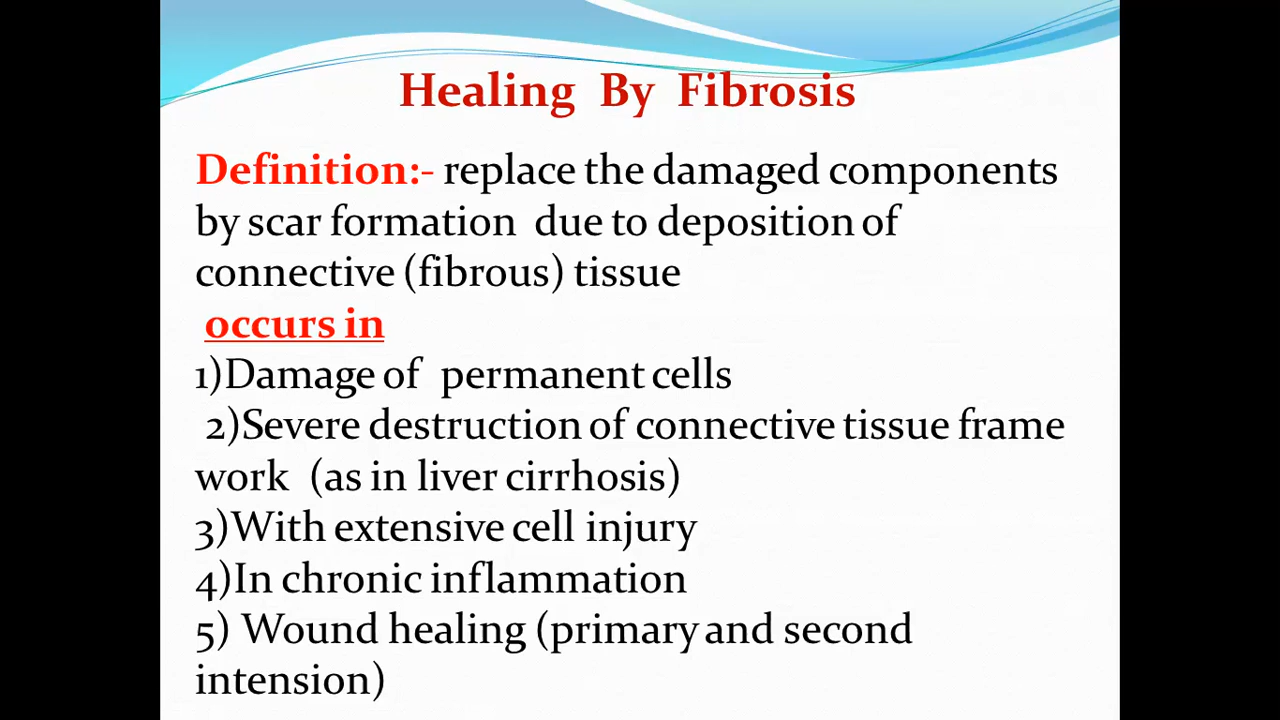 Healing By Fibrosis
Definition:- replace the damaged components
by scar formation due to deposition of
connective (fibrous) tissue
occurs in
1)Damage of permanent cells
2)Severe destruction of connective tissue frame
work (as in liver cirrhosis)
3)With extensive cell injury
4)In chronic inflammation
5) Wound healing (primary and second
intension)